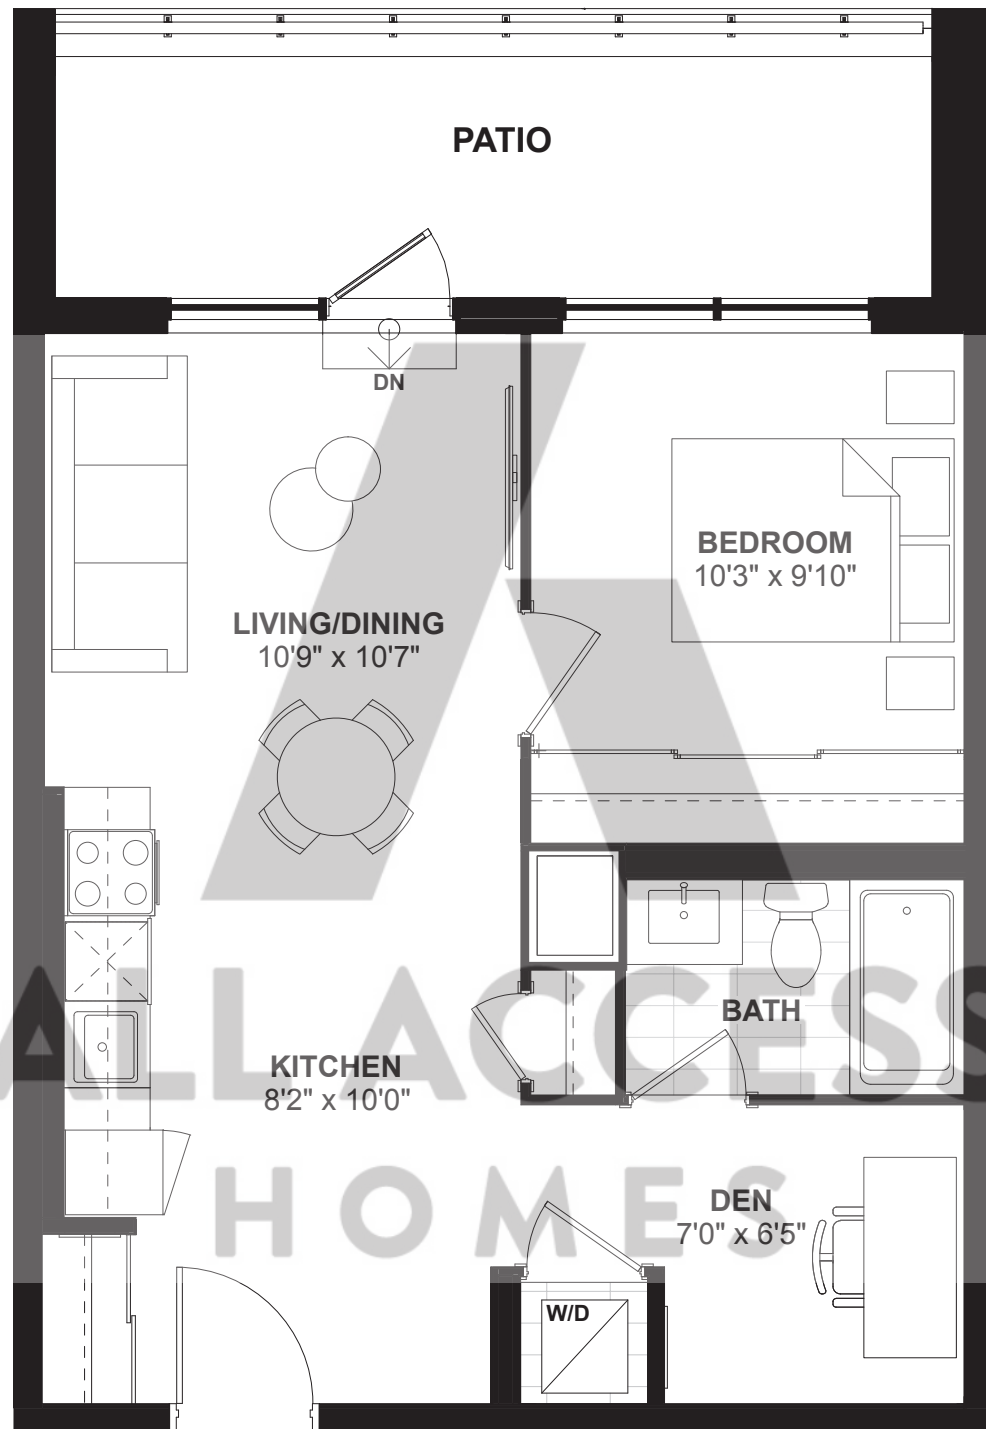 PATIO
DN
BEDROOM
10'3" x 9'10"
LIVING/DINING
10'9" x 10'7"
BATH
KITCHEN
8'2" x 10'0"
DEN
7'0" x 6'5"
W/D
ALL ACCESS
HOMES